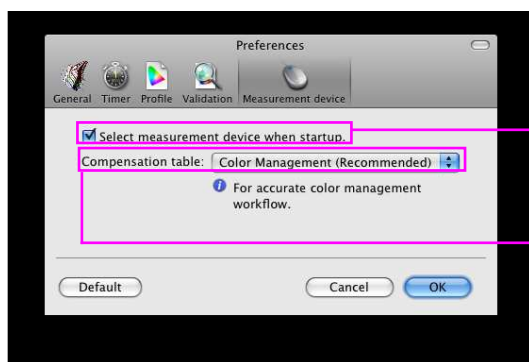 Preferences
General Timer Profile Validation Measurement device
Select measurement device when startup.
Compensation table: Color Management (Recommended)
For accurate color management
workflow.
Default Cancel OK